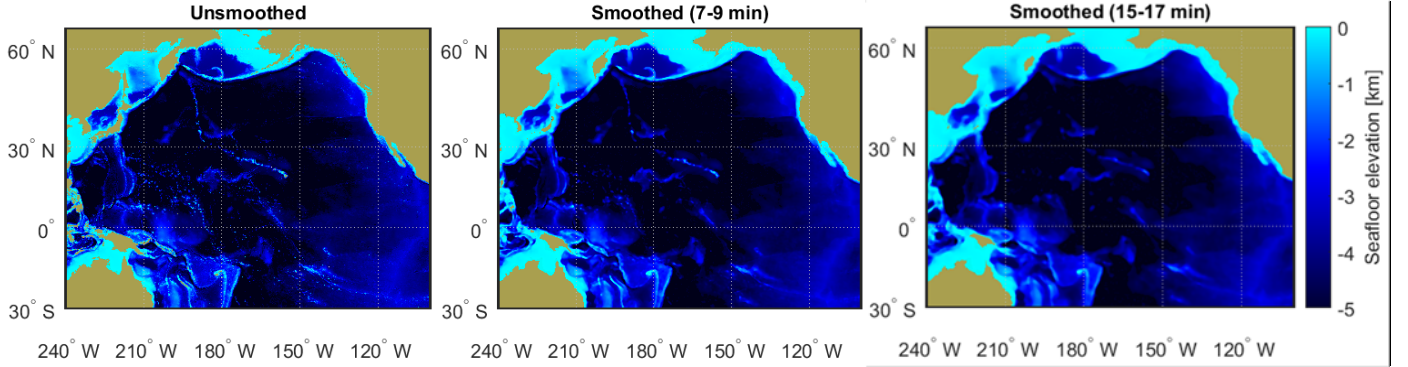 Unsmoothed
60° N
30° N
0°
30° S
240° W 210° W 180° W 150° W 120° W
Smoothed (7-9 min)
60° N
30° N
0°
30° S
240° W 210° W 180° W 150° W 120° W
Smoothed (15-17 min)
60° N
30° N
0°
30° S
240° W 210° W 180° W 150° W 120° W
0
-1
-2
-3
-4
-5
Seafloor elevation [km]